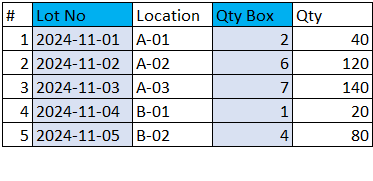 # Lot No Location Qty Box Qty
1 2024-11-01 A-01 2 40
2 2024-11-02 A-02 6 120
3 2024-11-03 A-03 7 140
4 2024-11-04 B-01 1 20
5 2024-11-05 B-02 4 80